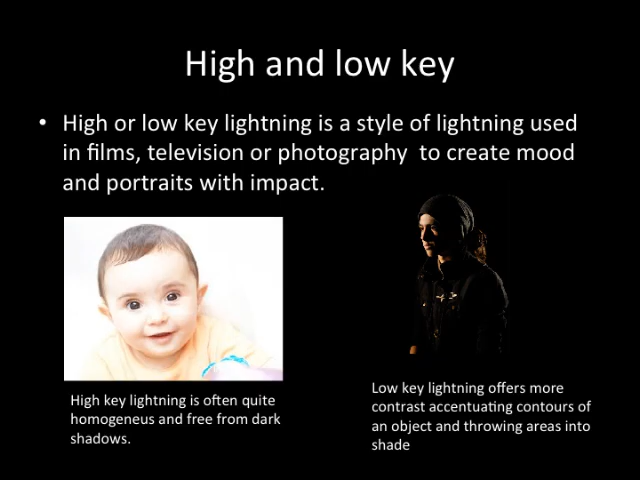 High and low key
• High or low key lightning is a style of lightning used
in films, television or photography  to create mood
and portraits with impact.
High key lightning is often quite
homogeneus and free from dark
shadows.
Low key lightning offers more
contrast accentuating contours of
an object and throwing areas into
shade